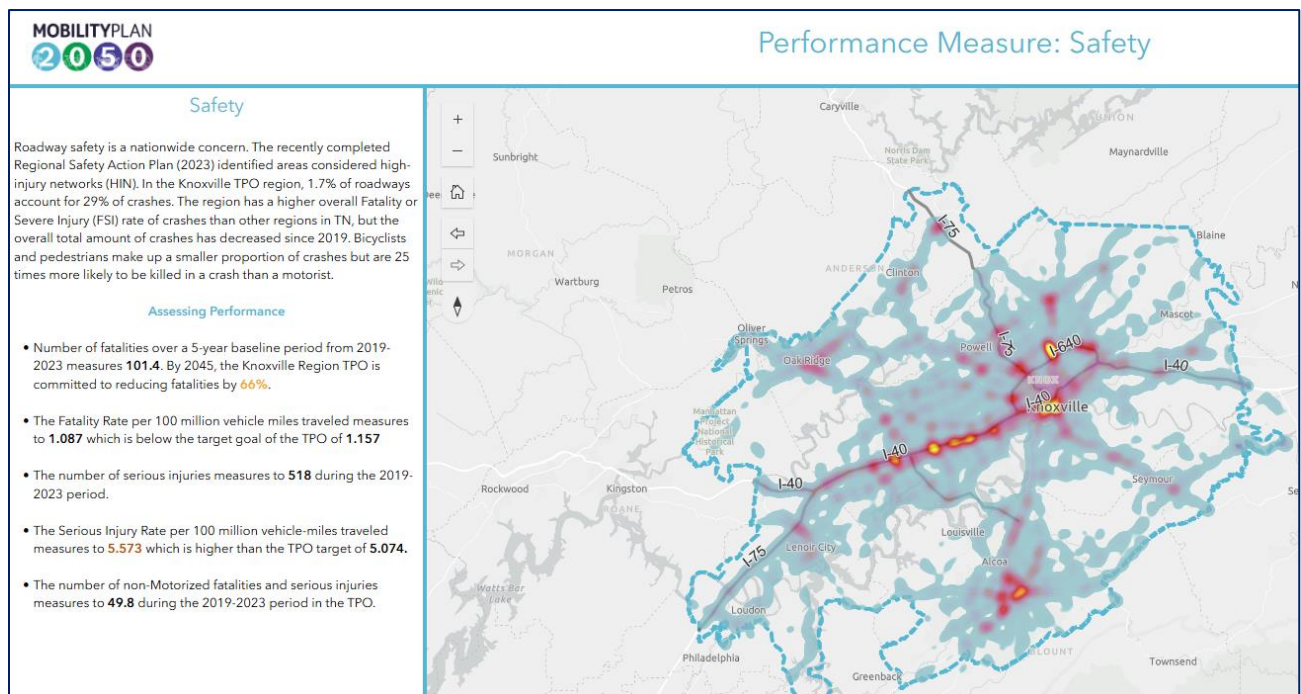 MOBILITYPLAN
2050
Performance Measure: Safety
Safety
Roadway safety is a nationwide concern. The recently completed
Regional Safety Action Plan (2023) identified areas considered high-
injury networks (HIN). In the Knoxville TPO region, 1.7% of roadways
account for 29% of crashes. The region has a higher overall Fatality or
Severe Injury (FSI) rate of crashes than other regions in TN, but the
overall total amount of crashes has decreased since 2019. Bicyclists
and pedestrians make up a smaller proportion of crashes but are 25
times more likely to be killed in a crash than a motorist.
Assessing Performance
• Number of fatalities over a 5-year baseline period from 2019-
2023 measures 101.4. By 2045, the Knoxville Region TPO is
committed to reducing fatalities by 66%.
• The Fatality Rate per 100 million vehicle miles traveled measures
to 1.087 which is below the target goal of the TPO of 1.157
• The number of serious injuries measures to 518 during the 2019-
2023 period.
• The Serious Injury Rate per 100 million vehicle-miles traveled
measures to 5.573 which is higher than the TPO target of 5.074.
• The number of non-Motorized fatalities and serious injuries
measures to 49.8 during the 2019-2023 period in the TPO.
+
−
Caryville
UNION
Sunbright
Norris Dam
State Park
Maynardville
I-75
Blaine
MORGAN
ANDERSON
Clinton
Wartburg
Petros
Mascot
Oliver
Springs
Powell
I-75
I-640
Oak Ridge
I-40
KNOX
I-40
Knoxville
Manhattan
Project
National
Historical
Park
I-40
I-40
Rockwood
Kingston
Seymour
ROANE
Louisville
Lenoir City
I-75
Alcoa
Watts Bar
Lake
Loudon
BLOUNT
Philadelphia
Townsend
Greenback